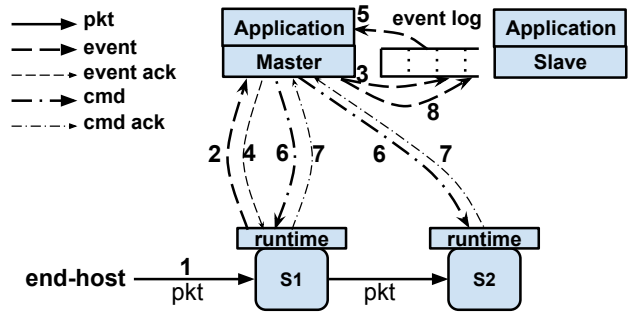 pkt
event
event ack
cmd
cmd ack
Application
Master
5
event log
Application
Slave
3
8
2
4
6
7
6
7
runtime
runtime
end-host
1
pkt
S1
pkt
S2